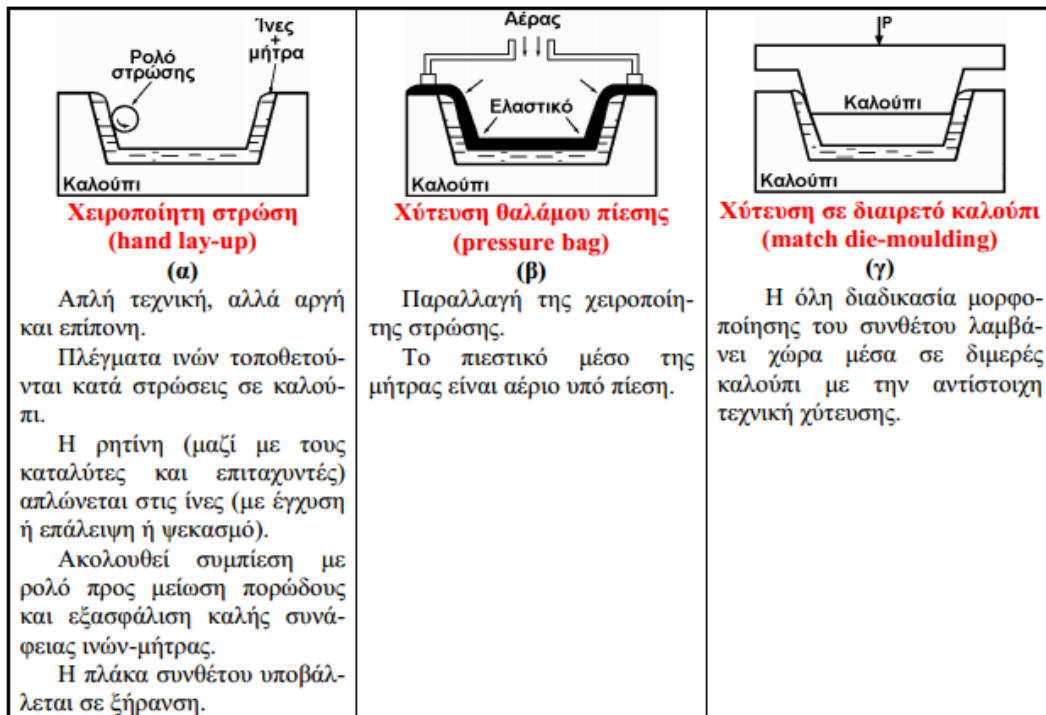 Ίνες
+
μήτρα
Ρολό
στρώσης
Καλούπι
Χειροποίητη στρώση
(hand lay-up)
(α)
Απλή τεχνική, αλλά αργή
και επίπονη.
Πλέγματα ινών τοποθετού-
νται κατά στρώσεις σε καλού-
πι.
Η ρητίνη (μαζί με τους
καταλύτες και επιταχυντές)
απλώνεται στις ίνες (με έγχυση
ή επάλειψη ή ψεκασμό).
Ακολουθεί συμπίεση με
ρολό προς μείωση πορώδους
και εξασφάλιση καλής συνά-
φειας ινών-μήτρας.
Η πλάκα συνθέτου υποβάλ-
λεται σε ξήρανση.
Αέρας
Ελαστικό
Καλούπι
Χύτευση θαλάμου πίεσης
(pressure bag)
(β)
Παραλλαγή της χειροποίη-
της στρώσης.
Το πιεστικό μέσο της
μήτρας είναι αέριο υπό πίεση.
P
Καλούπι
Καλούπι
Χύτευση σε διαιρετό καλούπι
(match die-moulding)
(γ)
Η όλη διαδικασία μορφο-
ποίησης του συνθέτου λαμβά-
νει χώρα μέσα σε διμερές
καλούπι με την αντίστοιχη
τεχνική χύτευσης.